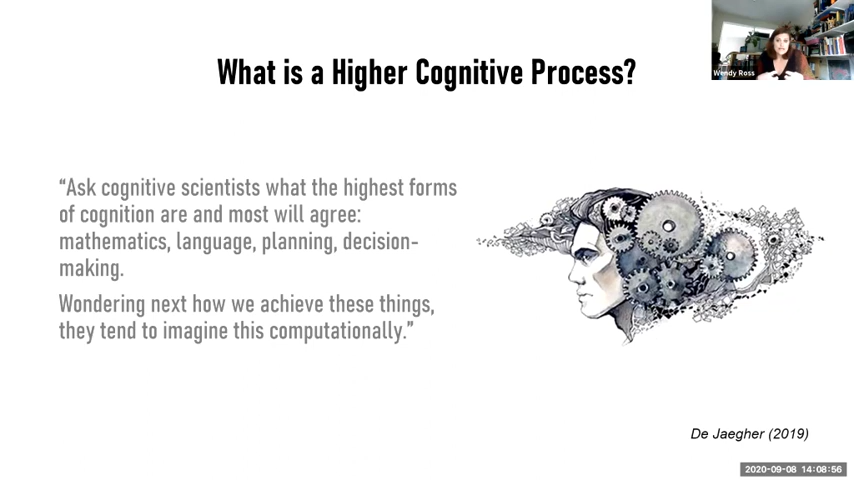 What is a Higher Cognitive Process?
Wendy Ross
“Ask cognitive scientists what the highest forms
of cognition are and most will agree:
mathematics, language, planning, decision-
making.
Wondering next how we achieve these things,
they tend to imagine this computationally.”
De Jaegher (2019)
2020-09-08 14:08:56